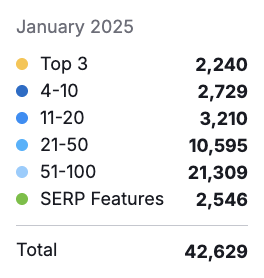 January 2025
Top 3 2,240
4-10 2,729
11-20 3,210
21-50 10,595
51-100 21,309
SERP Features 2,546
Total 42,629